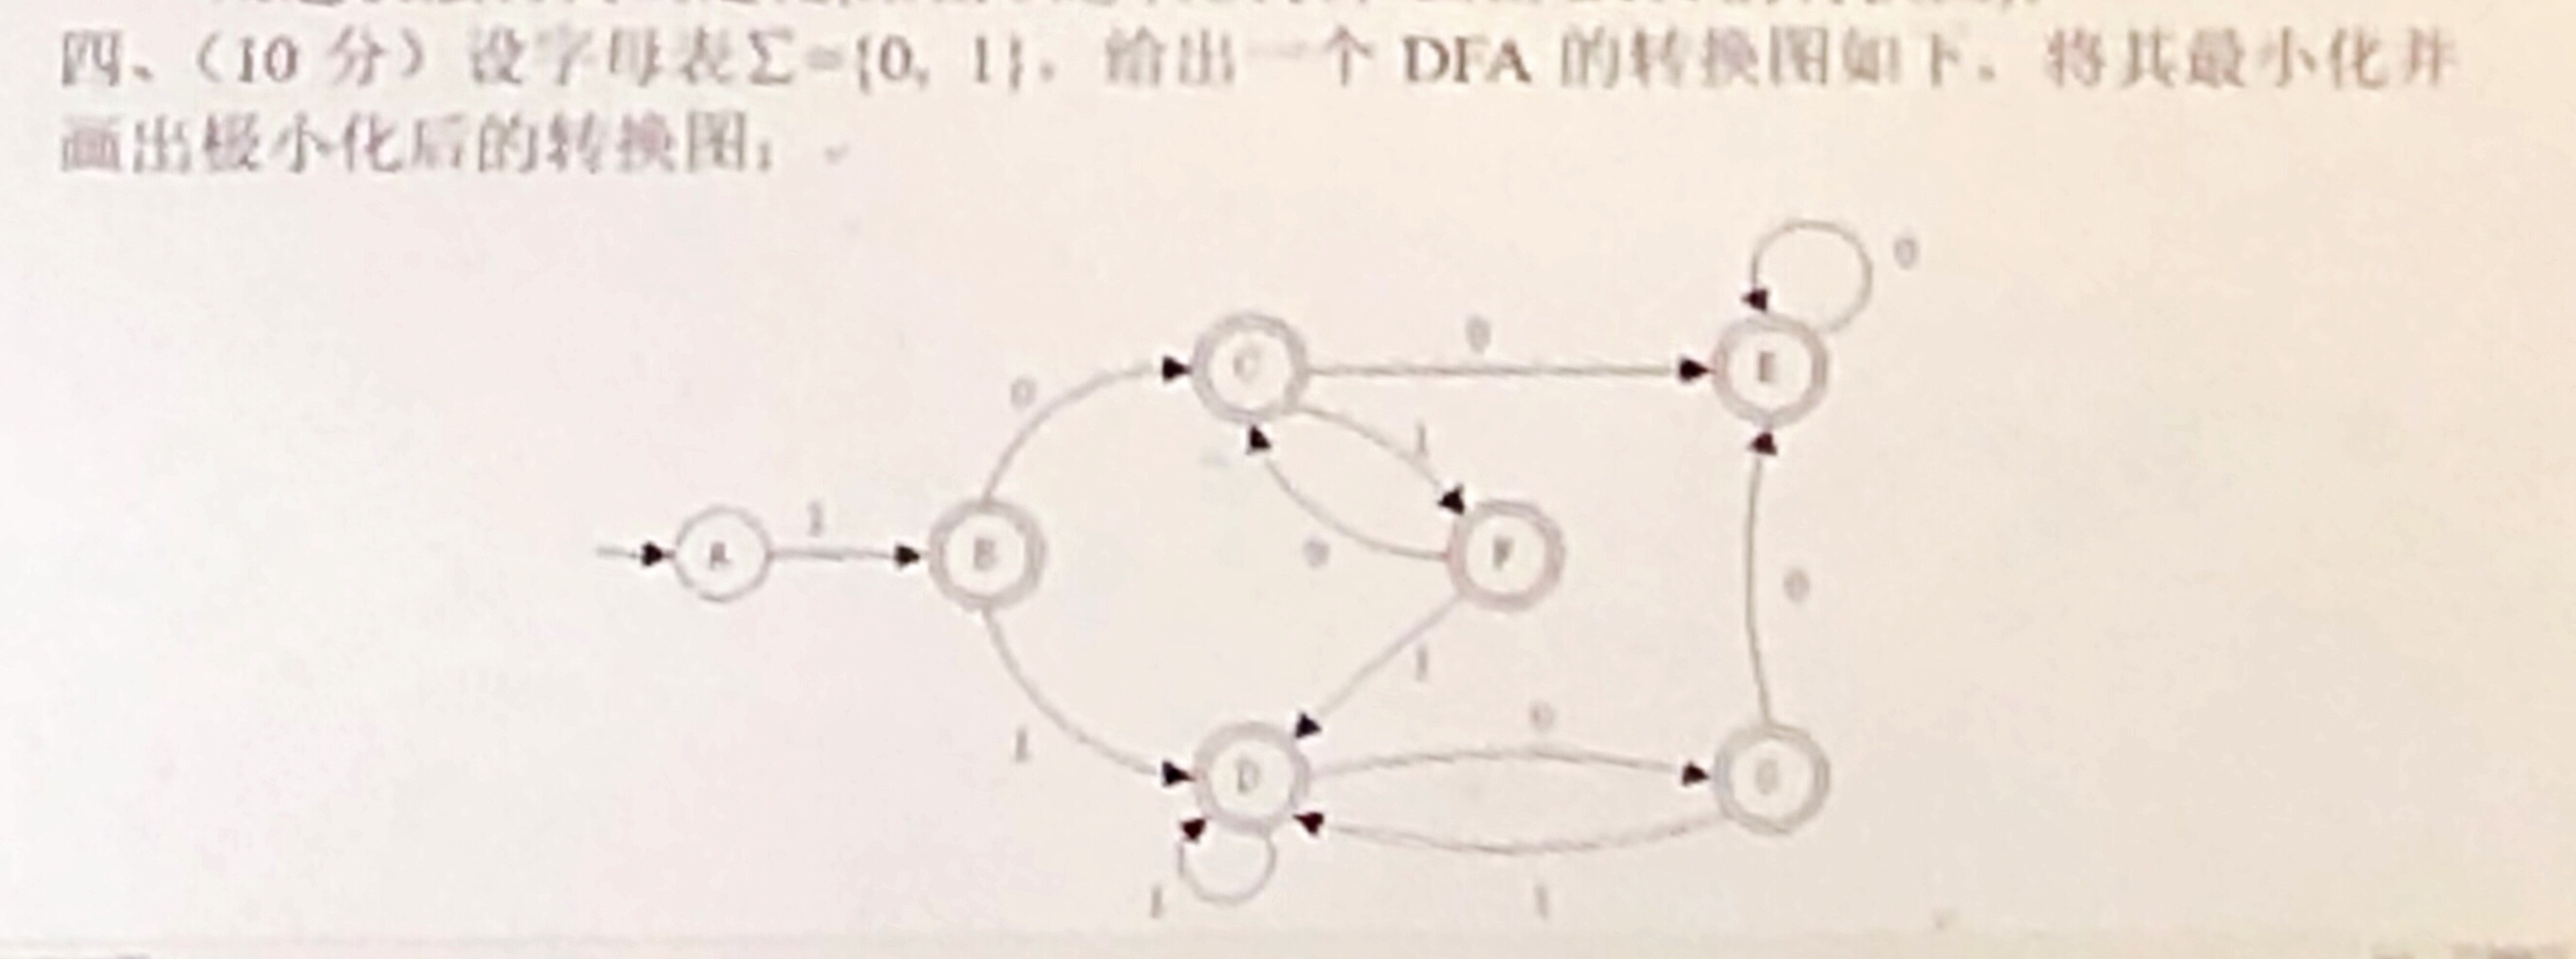 四、（10 分）设字母表Σ={0, 1}，给出一个 DFA 的转换图如下，将其最小化并
画出极小化后的转换图；
0
C 0 E
0 1
A 1 B 0 F
1 0
1 D 0 G
1 1